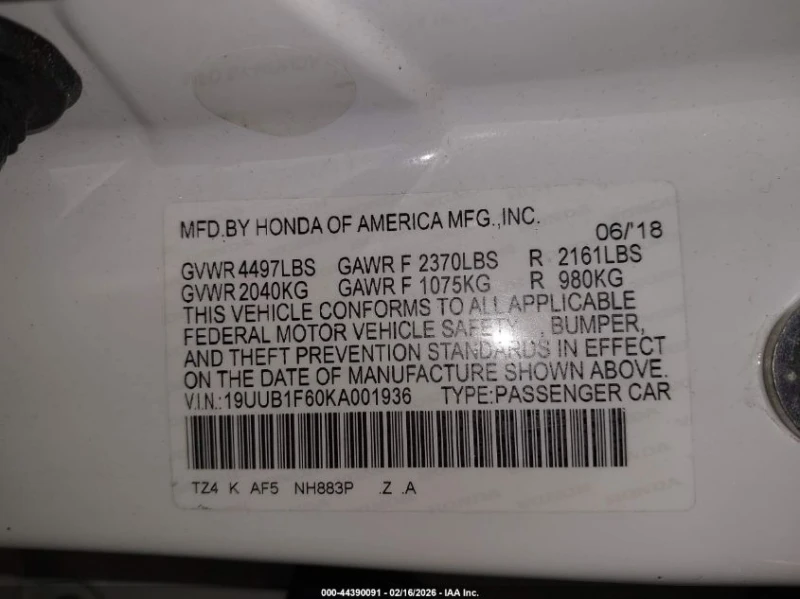 MFD.BY HONDA OF AMERICA MFG.,INC. 06/'18
GVWR 4497LBS GAWR F 2370LBS R 2161LBS
GVWR 2040KG GAWR F 1075KG R 980KG
THIS VEHICLE CONFORMS TO ALL APPLICABLE
FEDERAL MOTOR VEHICLE SAFETY , BUMPER,
AND THEFT PREVENTION STANDARDS IN EFFECT
ON THE DATE OF MANUFACTURE SHOWN ABOVE.
V.I.N.: 19UUB1F60KA001936 TYPE:PASSENGER CAR
TZ4 K AF5 NH883P .Z .A
000-44390091 - 02/16/2026 - IAA Inc.